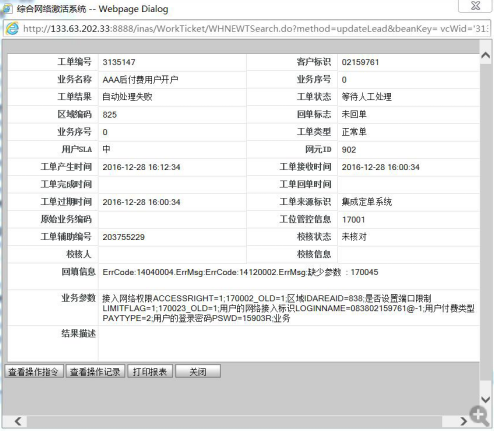 综合网络激活系统 -- Webpage Dialog
http://133.63.202.33:8888/inas/WorkTicket/WHNEWTSearch.do?method=updateLead&beanKey= vcWid='31:
工单编号 3135147 客户标识 02159761
业务名称 AAA后付费用户开户 业务序号 0
工单结果 自动处理失败 工单状态 等待人工处理
区域编码 825 回单标志 未回单
业务序号 0 工单类型 正常单
用户SLA 中 网元ID 902
工单产生时间 2016-12-28 16:12:34 工单接收时间 2016-12-28 16:00:34
工单完成时间 工单回单时间
工单过期时间 2016-12-28 16:00:34 工单来源标识 集成定单系统
原始业务编码 工位管控信息 17001
工单辅助编号 203755229 校核状态 未核对
校核人 校核信息
回填信息 ErrCode:14040004.ErrMsg:ErrCode:14120002.ErrMsg:缺少参数 : 170045
业务参数 接入网络权限ACCESSRIGHT=1;170002_OLD=1;区域IDAREAID=838;是否设置端口限制
LIMITFLAG=1;170023_OLD=1;用户的网络接入标识LOGINNAME=083802159761@-1;用户付费类型
PAYTYPE=2;用户的登录密码PSWD=15903R;业务
结果描述
查看操作指令 查看操作记录 打印报表 关闭